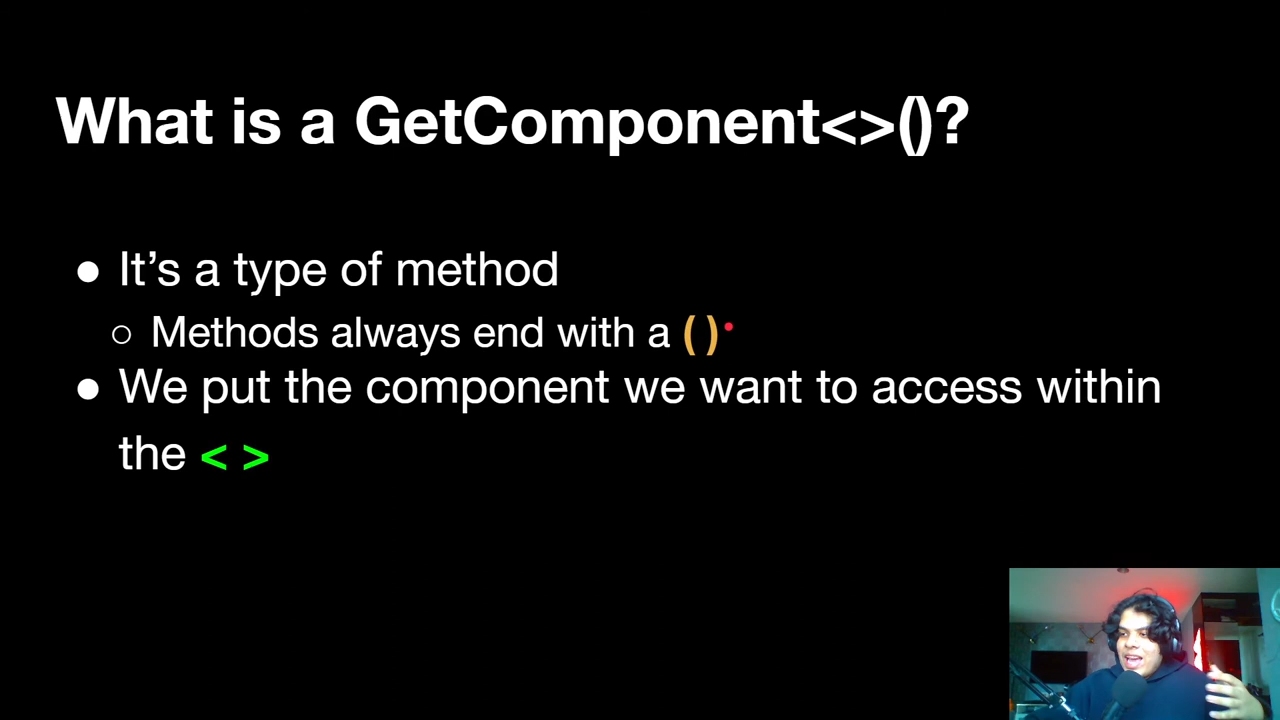 What is a GetComponent<>()?
● It’s a type of method
○ Methods always end with a ( )
● We put the component we want to access within
the < >